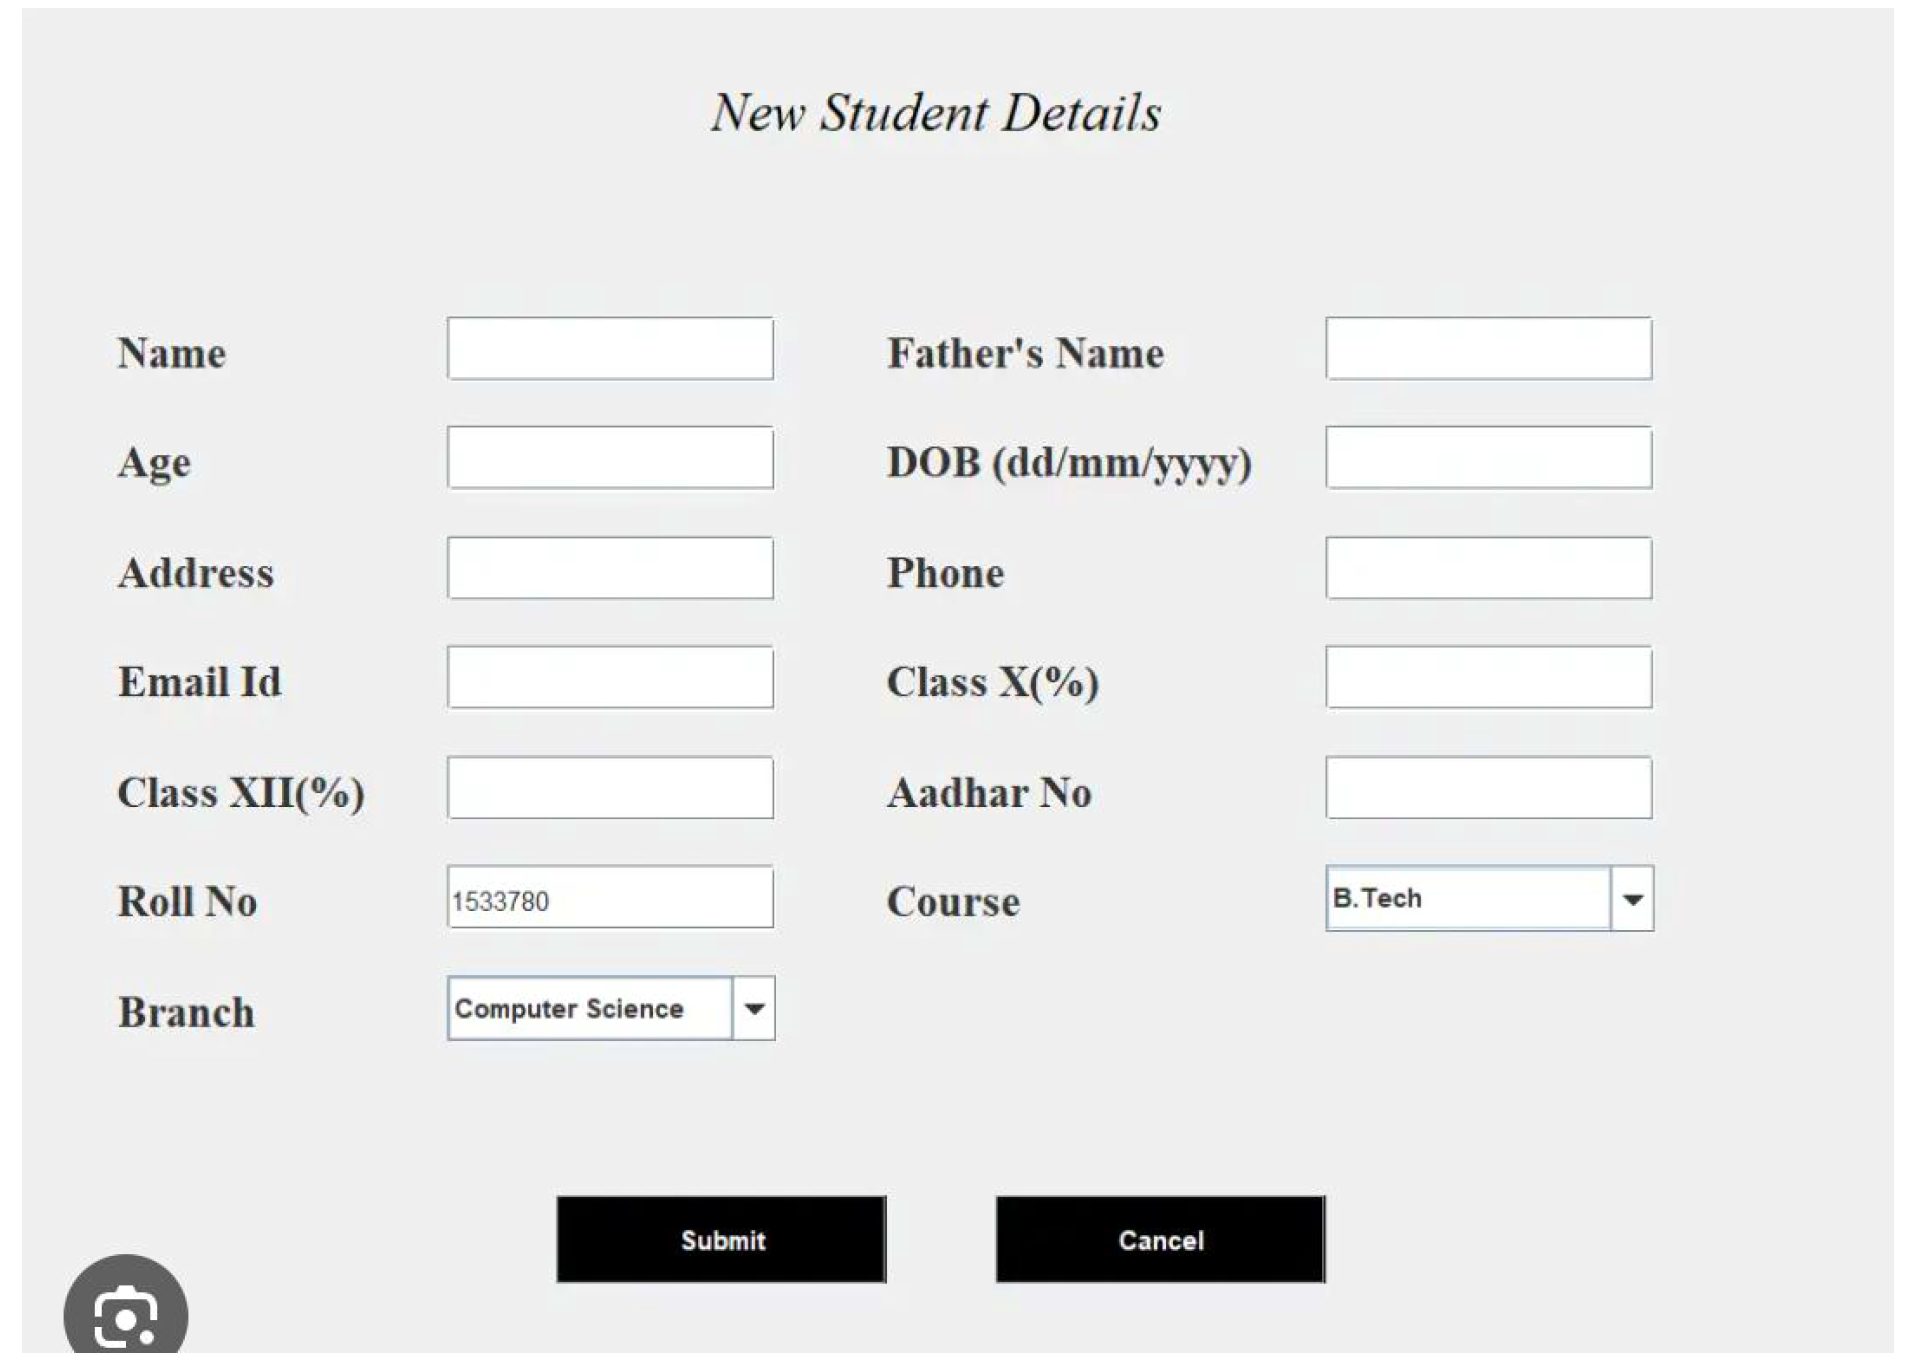 New Student Details
Name
Father's Name
Age
DOB (dd/mm/yyyy)
Address
Phone
Email Id
Class X(%)
Class XII(%)
Aadhar No
Roll No 1533780
Course B.Tech
Branch Computer Science
Submit
Cancel